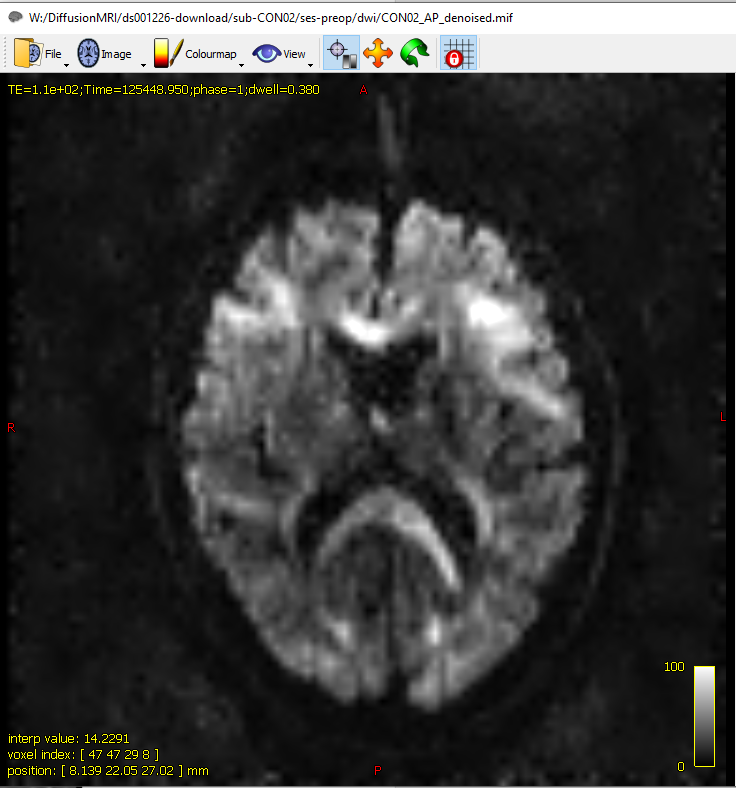 W:/DiffusionMRI/ds001226-download/sub-CON02/ses-preop/dwi/CON02_AP_denoised.mif
File Image Colourmap View
TE=1.1e+02;Time=125448.950;phase=1;dwell=0.380
A
R
L
100
0
interp value: 14.2291
voxel index: [ 47 47 29 8 ]
position: [ 8.139 22.05 27.02 ] mm
P